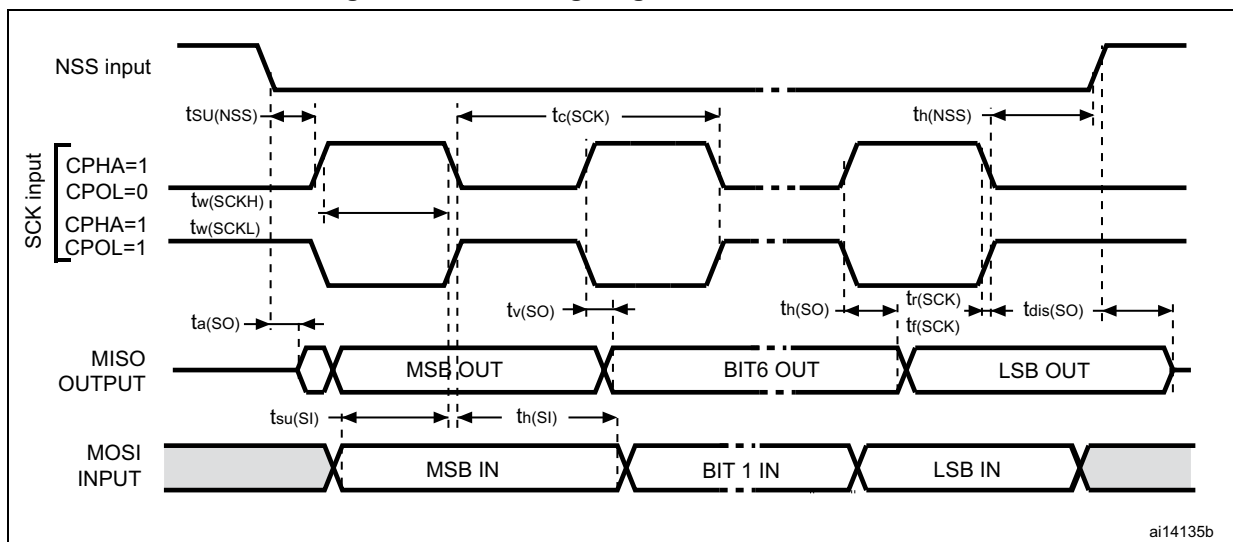 NSS input
tSU(NSS)
tc(SCK)
th(NSS)
SCK input
CPHA=1
CPOL=0
tw(SCKH)
CPHA=1
tw(SCKL)
CPOL=1
ta(SO)
tv(SO)
th(SO)
tr(SCK)
tf(SCK)
tdis(SO)
MISO
OUTPUT
MSB OUT
BIT6 OUT
LSB OUT
tsu(SI)
th(SI)
MOSI
INPUT
MSB IN
BIT 1 IN
LSB IN
ai14135b